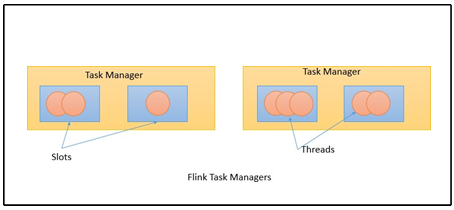 Task Manager
Task Manager
Slots
Threads
Flink Task Managers